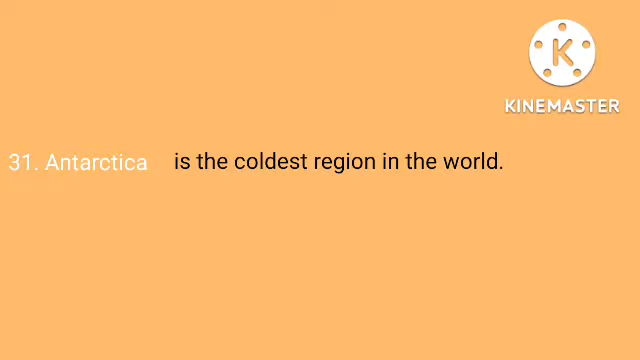 KINEMASTER
31. Antarctica is the coldest region in the world.